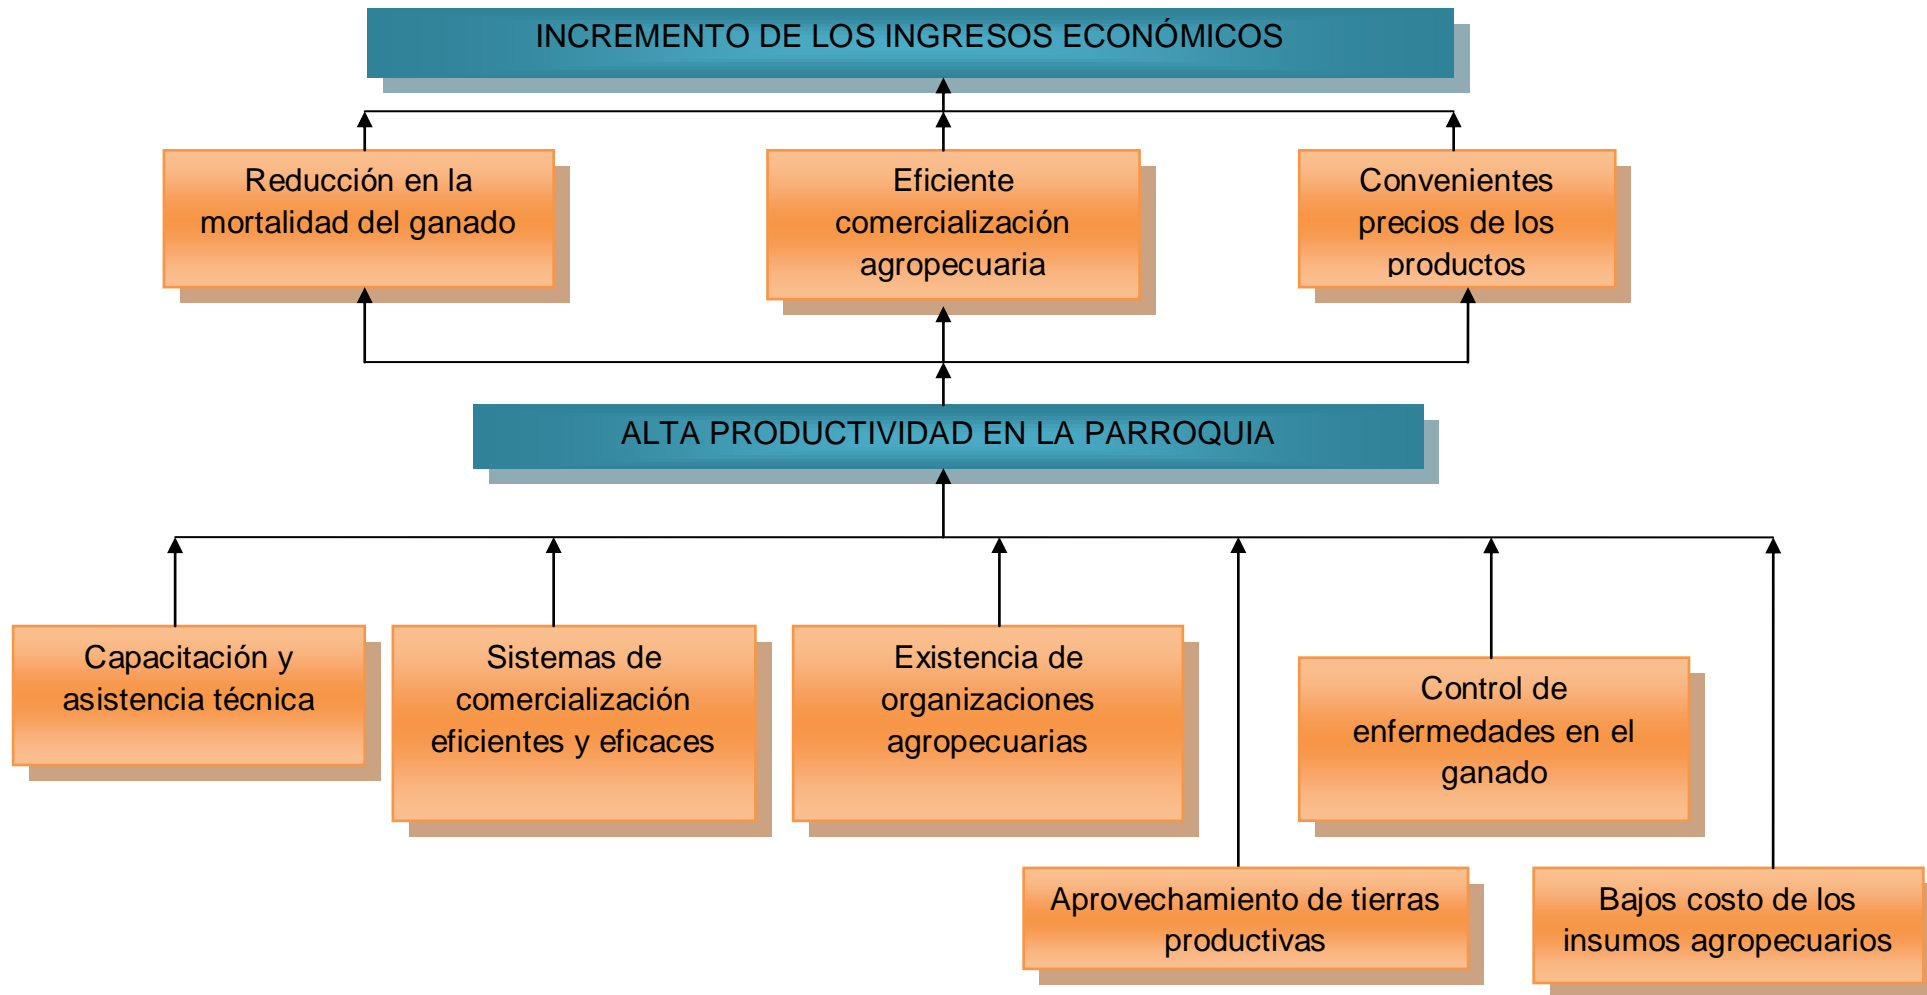 INCREMENTO DE LOS INGRESOS ECONÓMICOS
Reducción en la
mortalidad del ganado
Eficiente
comercialización
agropecuaria
Convenientes
precios de los
productos
ALTA PRODUCTIVIDAD EN LA PARROQUIA
Capacitación y
asistencia técnica
Sistemas de
comercialización
eficientes y eficaces
Existencia de
organizaciones
agropecuarias
Control de
enfermedades en el
ganado
Aprovechamiento de tierras
productivas
Bajos costo de los
insumos agropecuarios